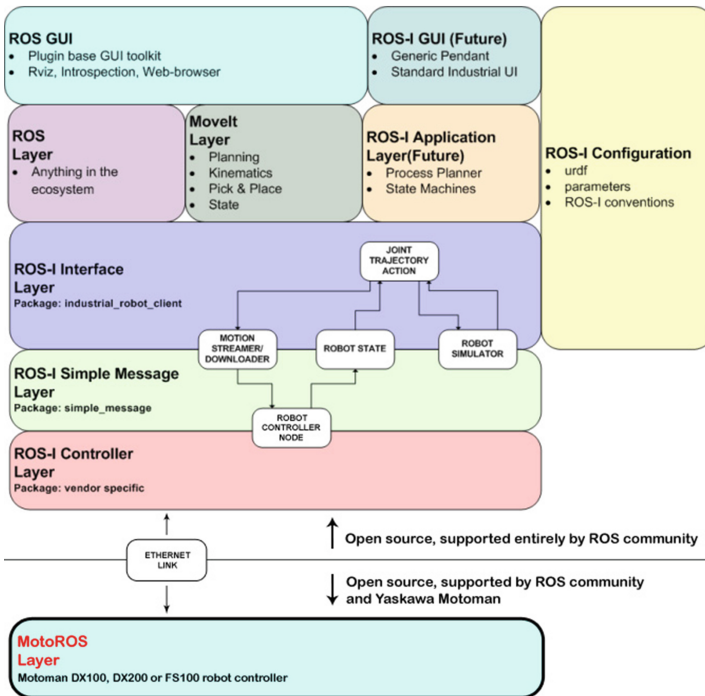 ROS GUI
• Plugin base GUI toolkit
• Rviz, Introspection, Web-browser
ROS-I GUI (Future)
• Generic Pendant
• Standard Industrial UI
ROS
Layer
• Anything in the
ecosystem
MoveIt
Layer
• Planning
• Kinematics
• Pick & Place
• State
ROS-I Application
Layer(Future)
• Process Planner
• State Machines
ROS-I Configuration
• urdf
• parameters
• ROS-I conventions
ROS-I Interface
Layer
Package: industrial_robot_client
JOINT
TRAJECTORY
ACTION
MOTION
STREAMER/
DOWNLOADER
ROBOT STATE
ROBOT
SIMULATOR
ROS-I Simple Message
Layer
Package: simple_message
ROBOT
CONTROLLER
NODE
ROS-I Controller
Layer
Package: vendor specific
Open source, supported entirely by ROS community
ETHERNET
LINK
Open source, supported by ROS community
and Yaskawa Motoman
MotoROS
Layer
Motoman DX100, DX200 or FS100 robot controller